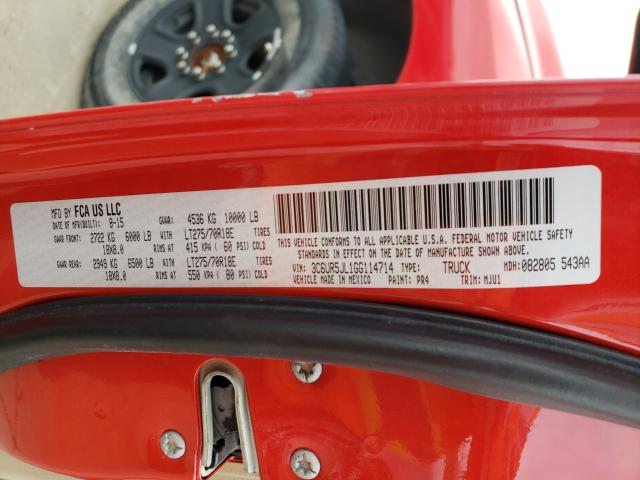 MFD BY FCA US LLC
DATE OF MFR(BUILT): 8-15 GVWR: 4536 KG 10000 LB
GAWR FRONT: 2722 KG 6000 LB WITH LT275/70R18E TIRES
18X8.0 RIMS AT 415 KPA ( 60 PSI) COLD
GAWR REAR: 2949 KG 6500 LB WITH LT275/70R18E TIRES
18X8.0 RIMS AT 550 KPA ( 80 PSI) COLD
THIS VEHICLE CONFORMS TO ALL APPLICABLE U.S.A. FEDERAL MOTOR VEHICLE SAFETY
STANDARDS IN EFFECT ON THE DATE OF MANUFACTURE SHOWN ABOVE.
VIN: 3C6UR5JL1GG114714 TYPE: TRUCK MDH:082805 543AA
VEHICLE MADE IN MEXICO PAINT: PR4 TRIM:MJU1